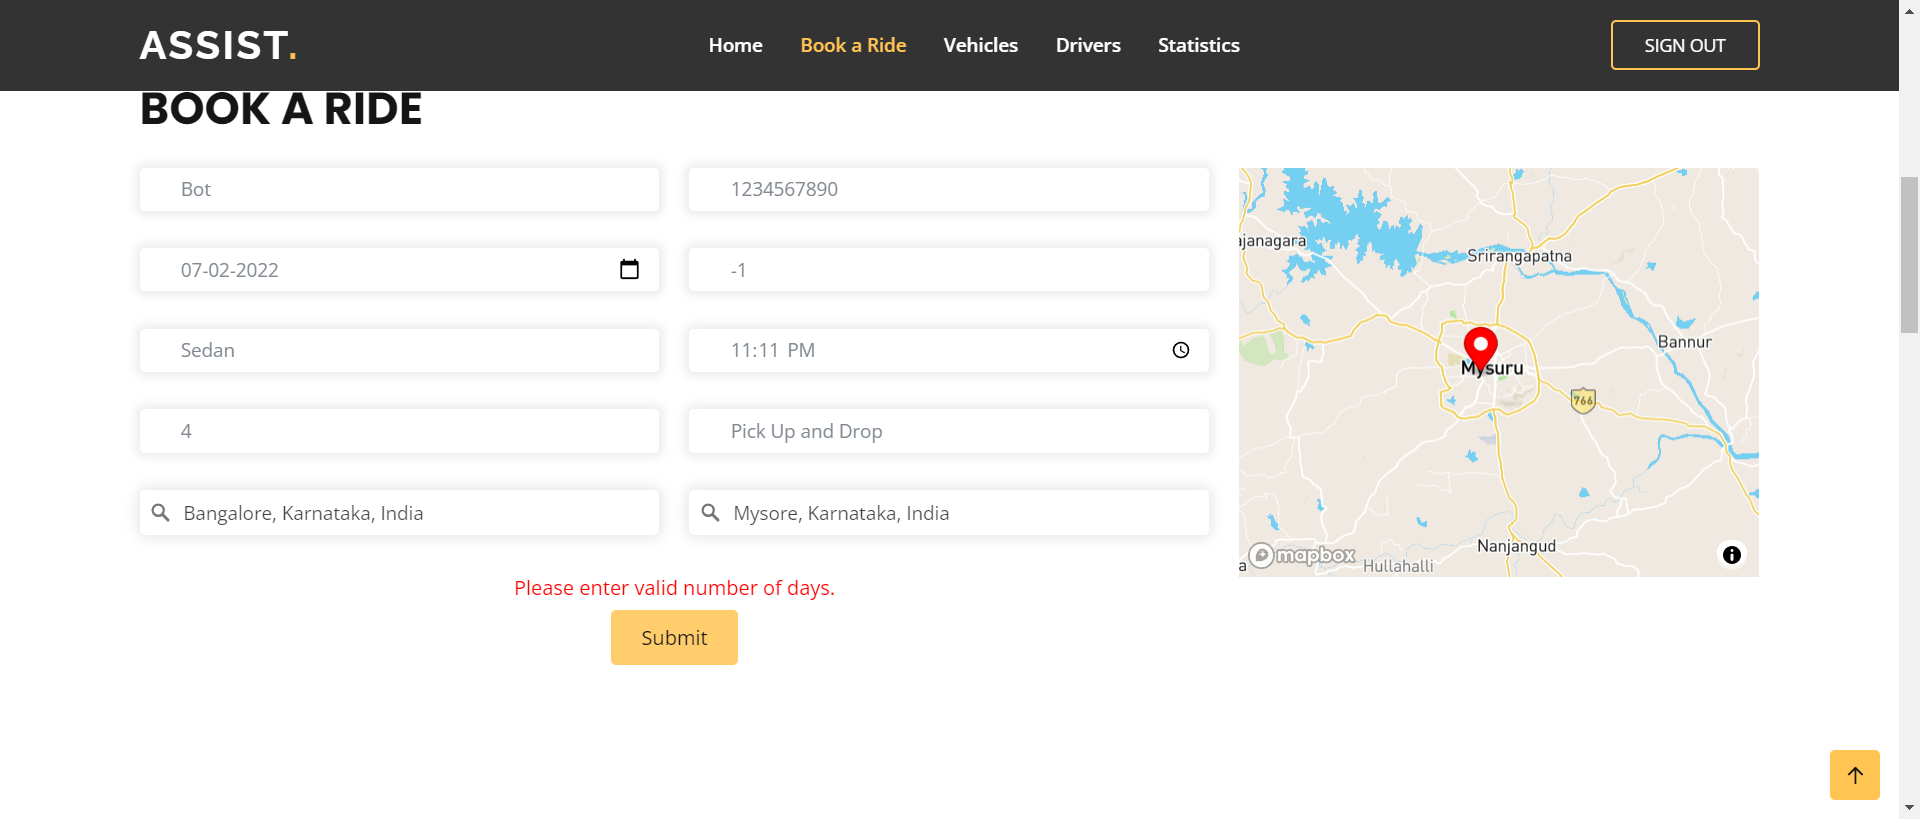 ASSIST.
Home
Book a Ride
Vehicles
Drivers
Statistics
SIGN OUT
BOOK A RIDE
Bot
1234567890
07-02-2022
-1
Sedan
11:11 PM
4
Pick Up and Drop
Bangalore, Karnataka, India
Mysore, Karnataka, India
Please enter valid number of days.
Submit
ajanagara
Srirangapatna
Bannur
Mysuru
766
Nanjangud
a
mapbox
Hullahalli